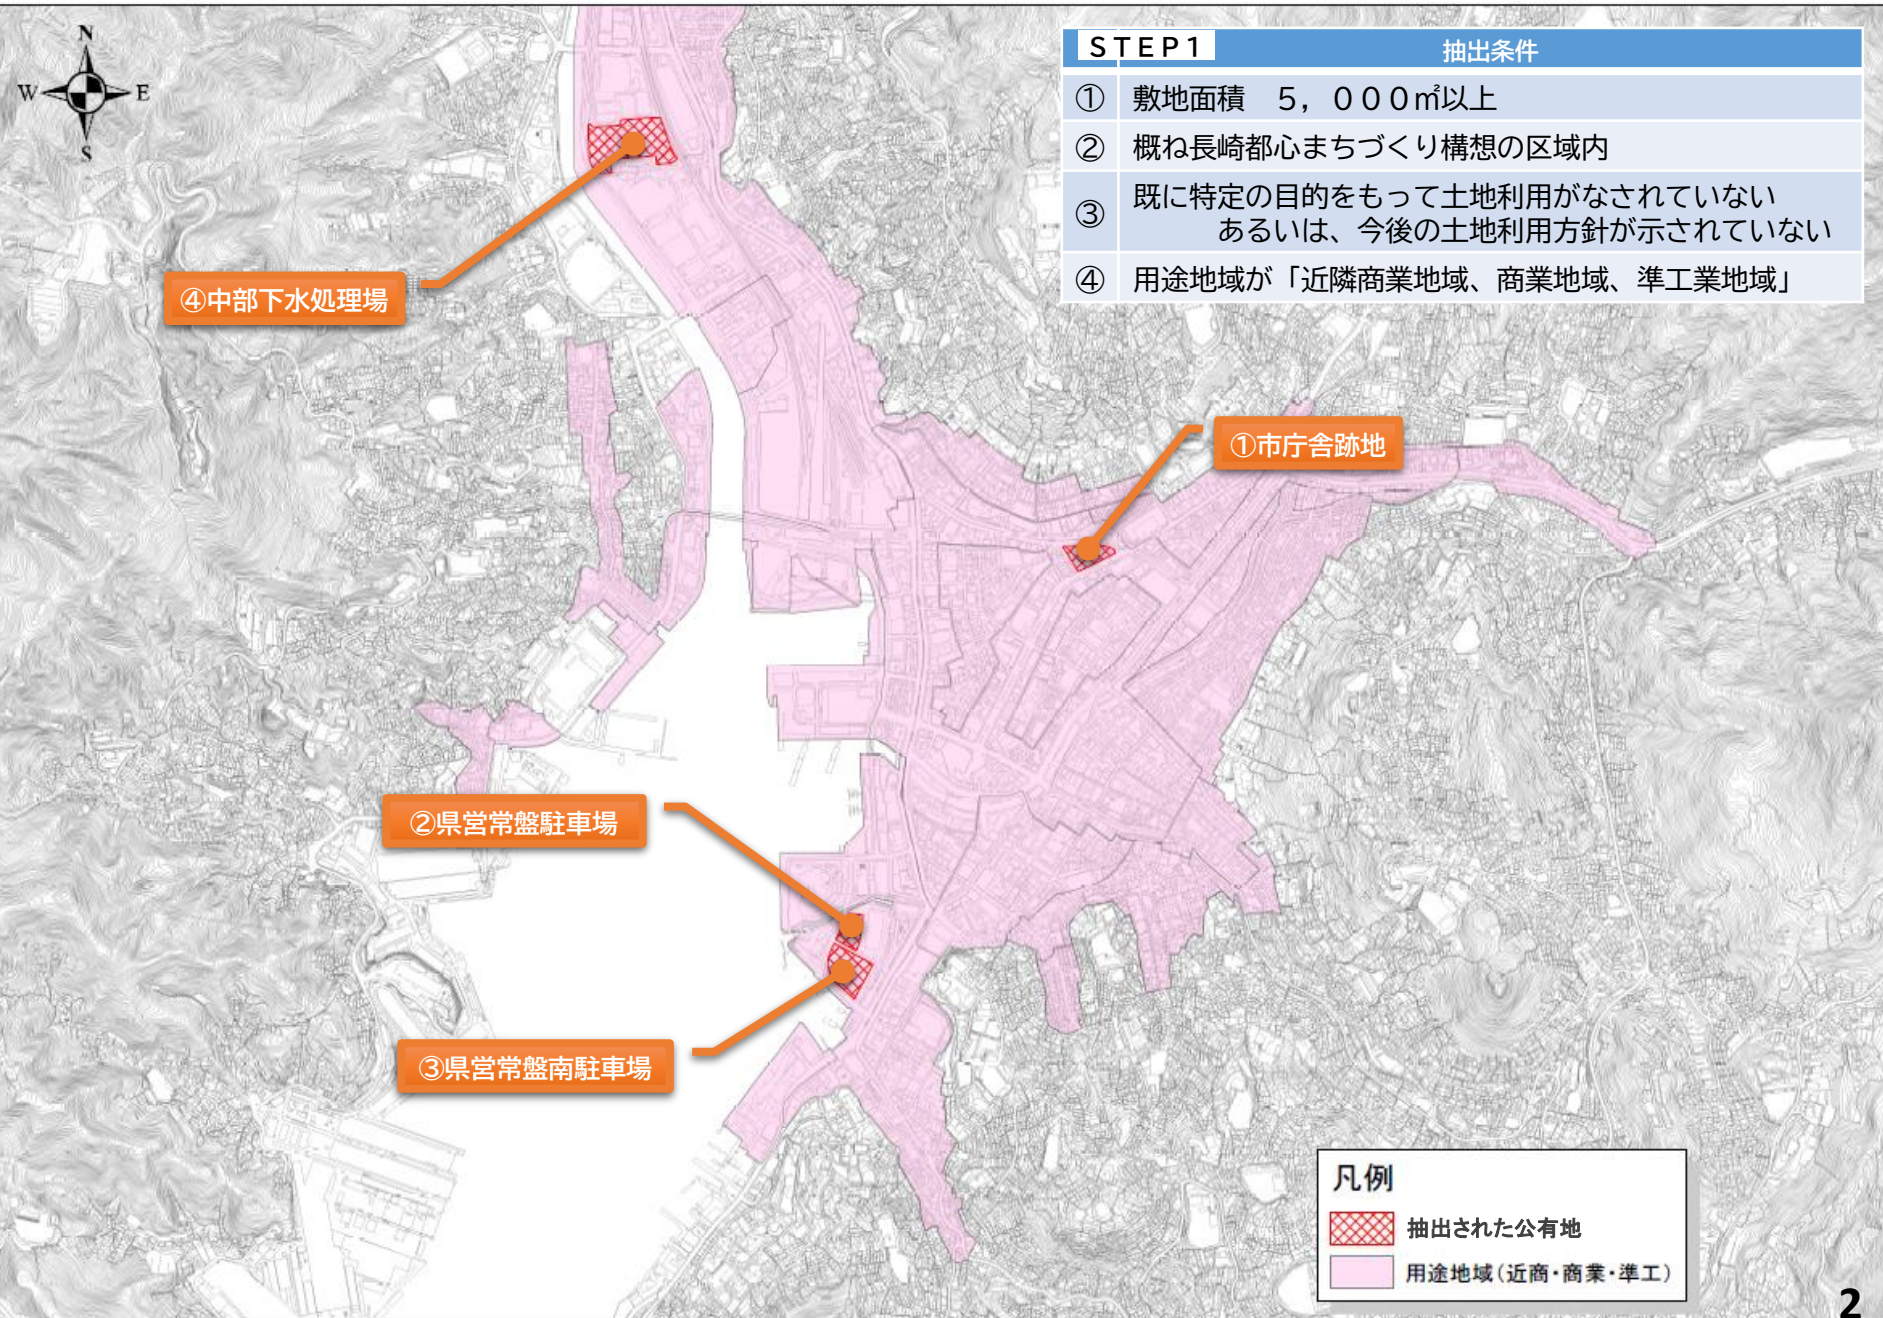 N
W E
S
STEP1 抽出条件
① 敷地面積 5,000㎡以上
② 概ね長崎都心まちづくり構想の区域内
③ 既に特定の目的をもって土地利用がなされていない
あるいは、今後の土地利用方針が示されていない
④ 用途地域が「近隣商業地域、商業地域、準工業地域」
④中部下水処理場
①市庁舎跡地
②県営常盤駐車場
③県営常盤南駐車場
凡例
抽出された公有地
用途地域(近商・商業・準工)
2